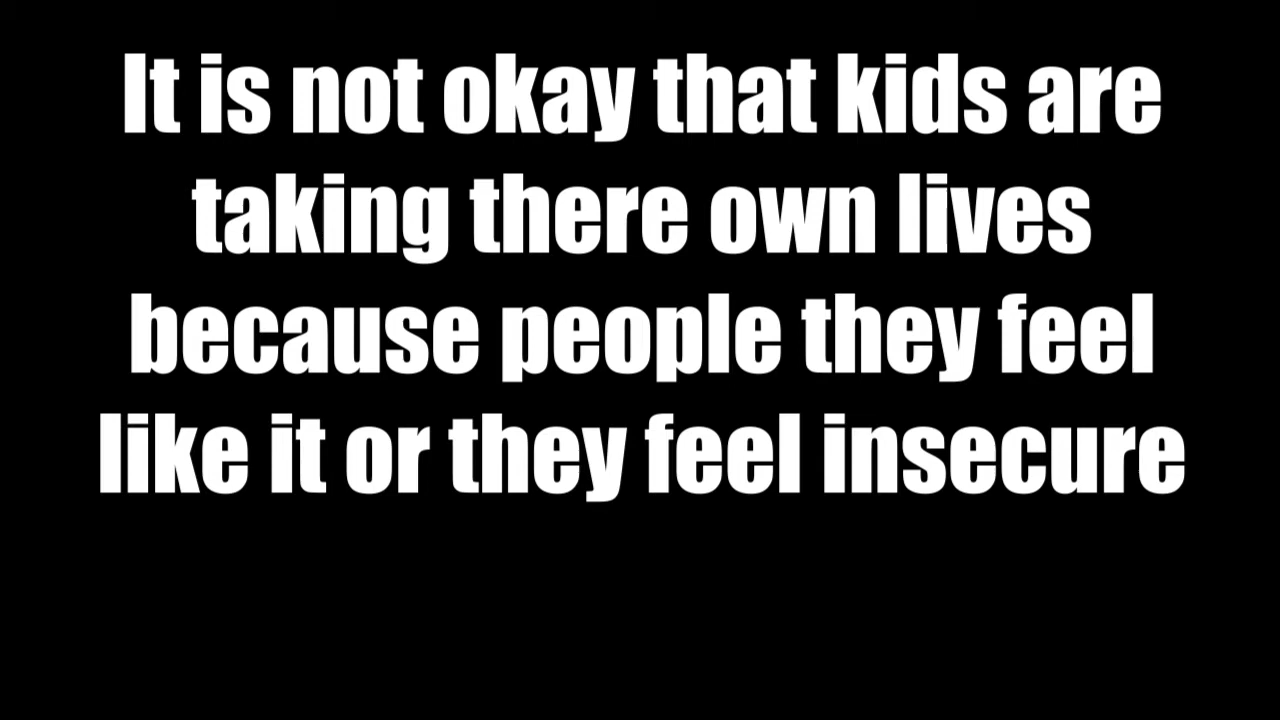 It is not okay that kids are
taking there own lives
because people they feel
like it or they feel insecure